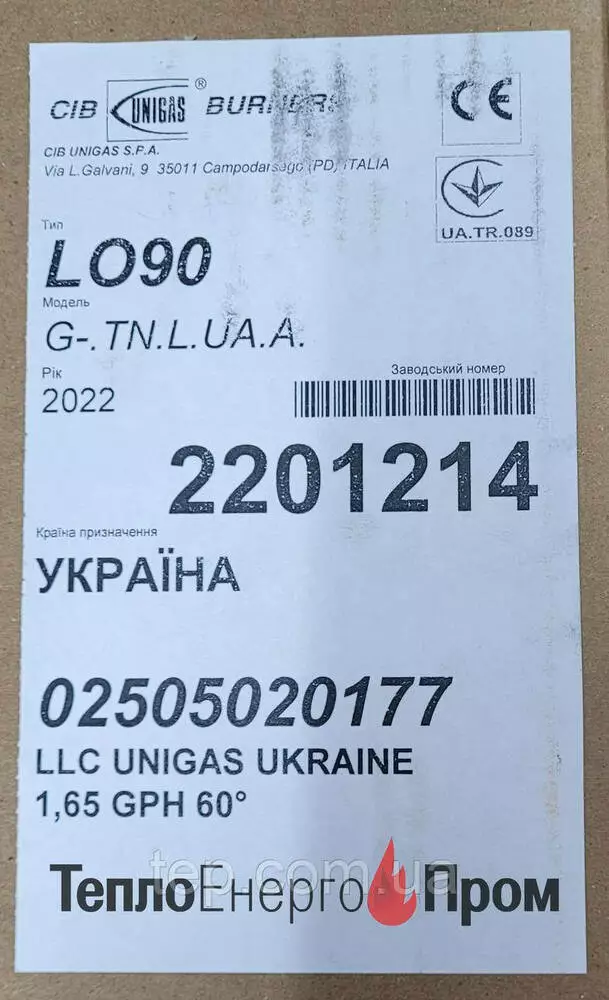 CIB UNIGAS ® BURNERS
CIB UNIGAS S.P.A.
Via L.Galvani, 9 35011 Campodarsego (PD) ITALIA
CE
UA.TR.089
Тип
LO90
Модель
G-.TN.L.UA.A.
Рік
2022
Заводський номер
2201214
Країна призначення
УКРАЇНА
02505020177
LLC UNIGAS UKRAINE
1,65 GPH 60°
tep.com.ua
ТеплоЕнергоПром